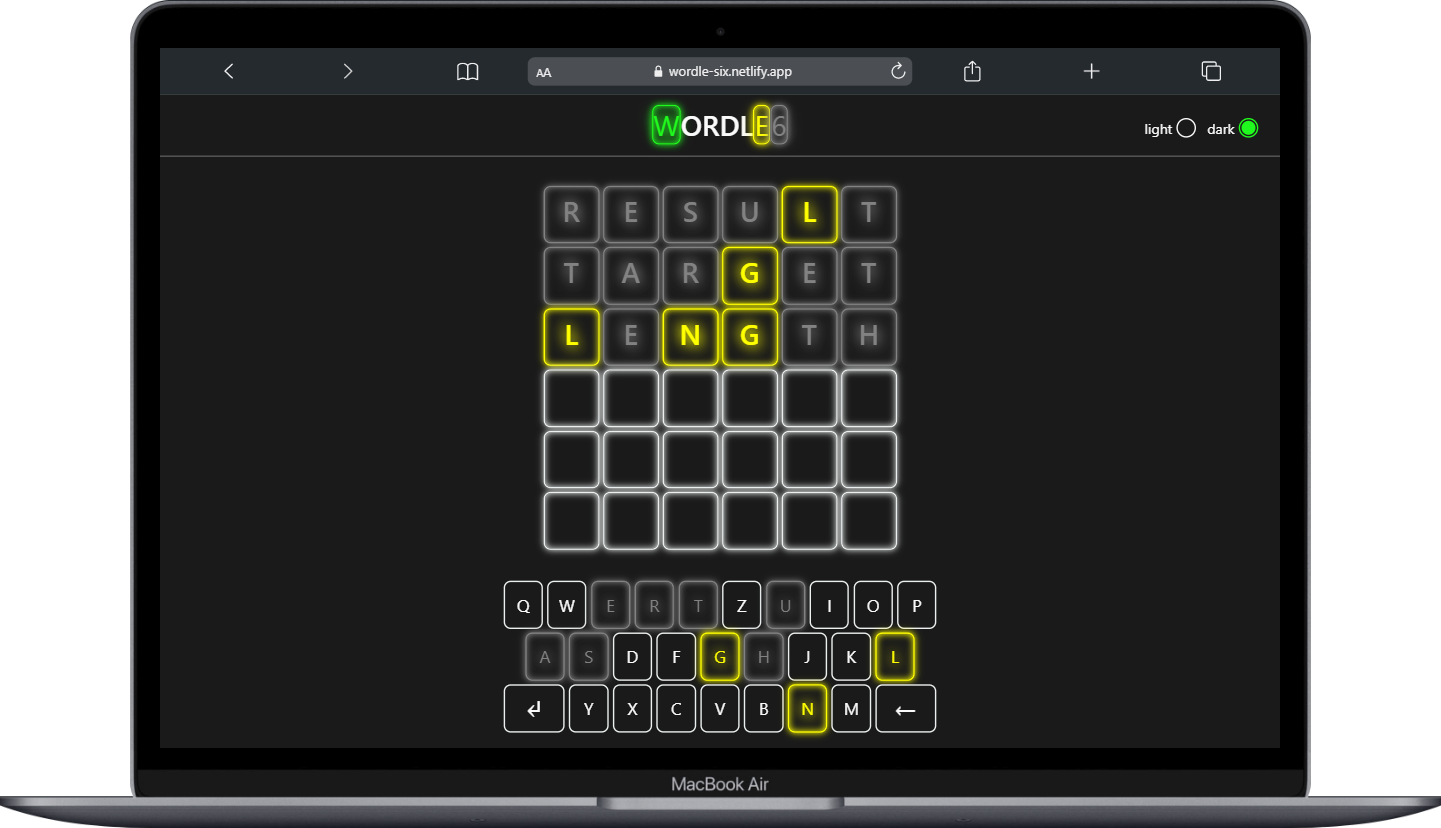 AA wordle-six.netlify.app
WORDLE6
light dark
R E S U L T
T A R G E T
L E N G T H
Q W E R T Z U I O P
A S D F G H J K L
↵ Y X C V B N M ←
MacBook Air